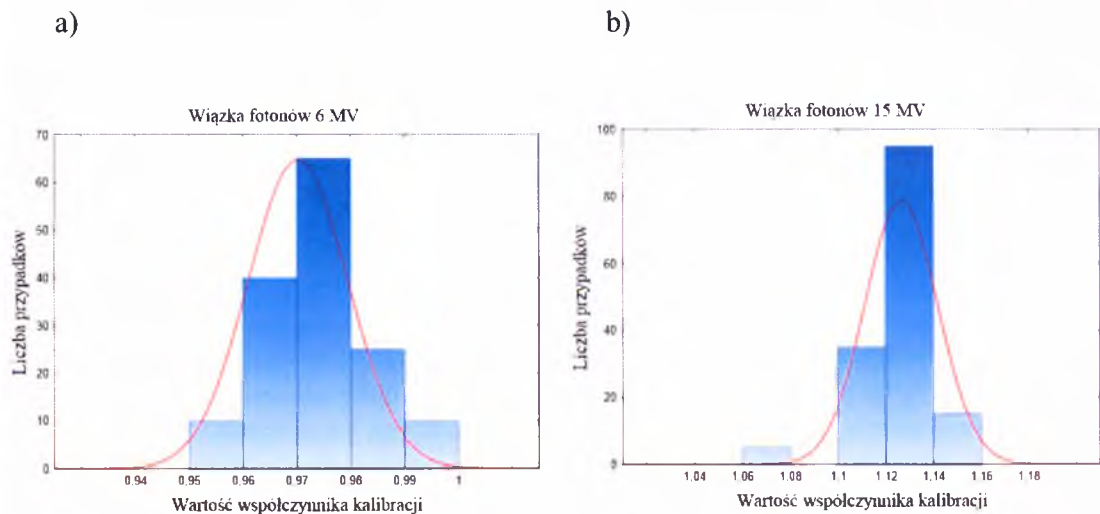 a)
b)
Wiązka fotonów 6 MV
70
60
50
40
30
20
10
0
Liczba przypadków
0.94 0.95 0.96 0.97 0.98 0.99 1
Wartość współczynnika kalibracji
Wiązka fotonów 15 MV
100
80
60
40
20
0
Liczba przypadków
1.04 1.06 1.08 1.1 1.12 1.14 1.16 1.18
Wartość współczynnika kalibracji